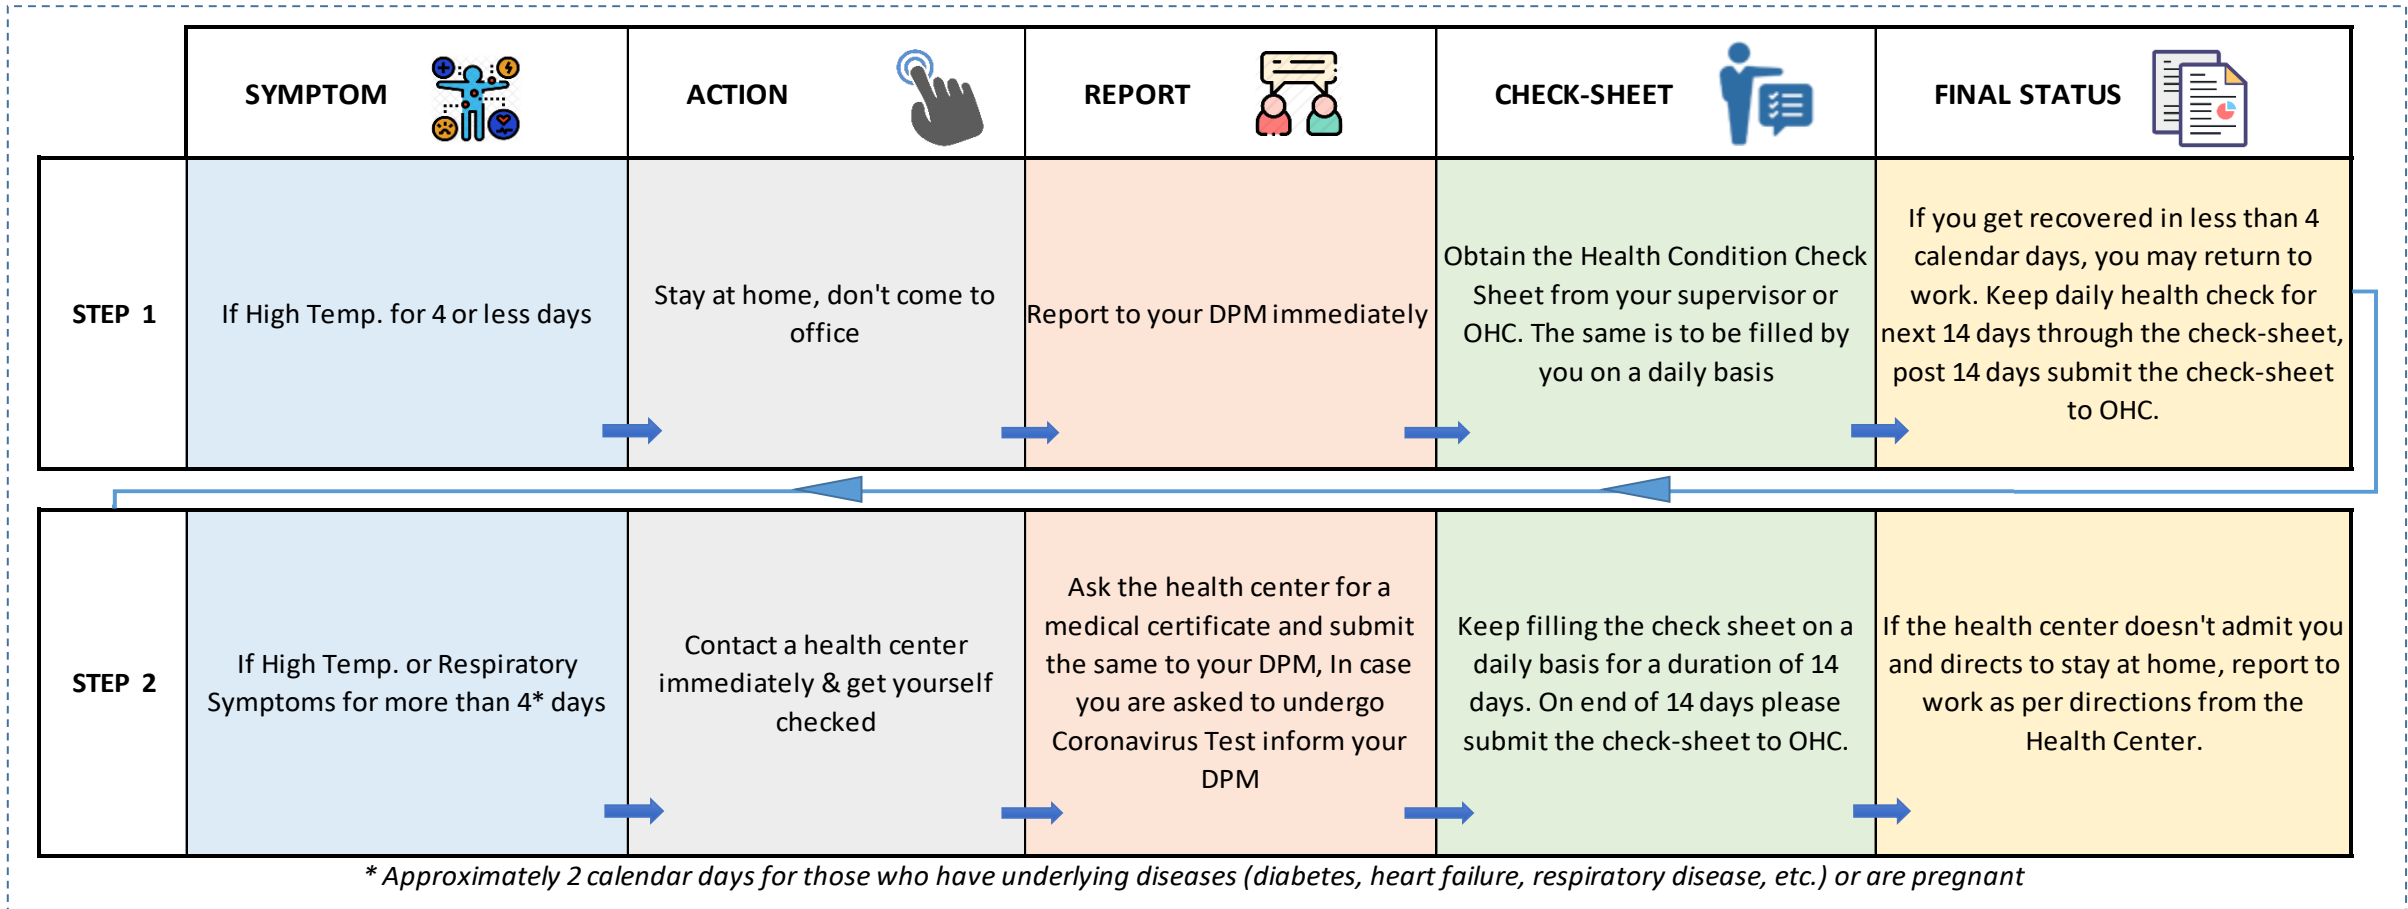 SYMPTOM
ACTION
REPORT
CHECK-SHEET
FINAL STATUS
STEP 1
If High Temp. for 4 or less days
Stay at home, don't come to
office
Report to your DPM immediately
Obtain the Health Condition Check
Sheet from your supervisor or
OHC. The same is to be filled by
you on a daily basis
If you get recovered in less than 4
calendar days, you may return to
work. Keep daily health check for
next 14 days through the check-sheet,
post 14 days submit the check-sheet
to OHC.
STEP 2
If High Temp. or Respiratory
Symptoms for more than 4* days
Contact a health center
immediately & get yourself
checked
Ask the health center for a
medical certificate and submit
the same to your DPM, In case
you are asked to undergo
Coronavirus Test inform your
DPM
Keep filling the check sheet on a
daily basis for a duration of 14
days. On end of 14 days please
submit the check-sheet to OHC.
If the health center doesn't admit you
and directs to stay at home, report to
work as per directions from the
Health Center.
* Approximately 2 calendar days for those who have underlying diseases (diabetes, heart failure, respiratory disease, etc.) or are pregnant